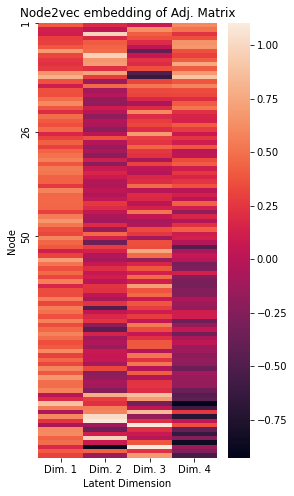 Node2vec embedding of Adj. Matrix
1
26
50
Node
Dim. 1 Dim. 2 Dim. 3 Dim. 4
Latent Dimension
1.00
0.75
0.50
0.25
0.00
−0.25
−0.50
−0.75